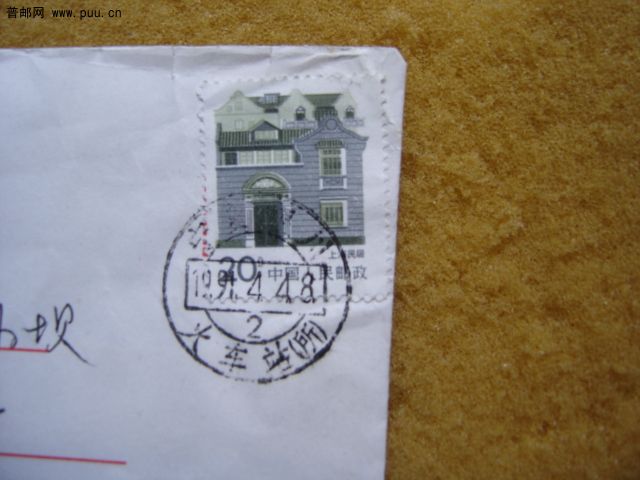 普邮网
www.puu.cn
上海民居
20
中国人民邮政
1991.4.4.8
2
火车站(所)
坝